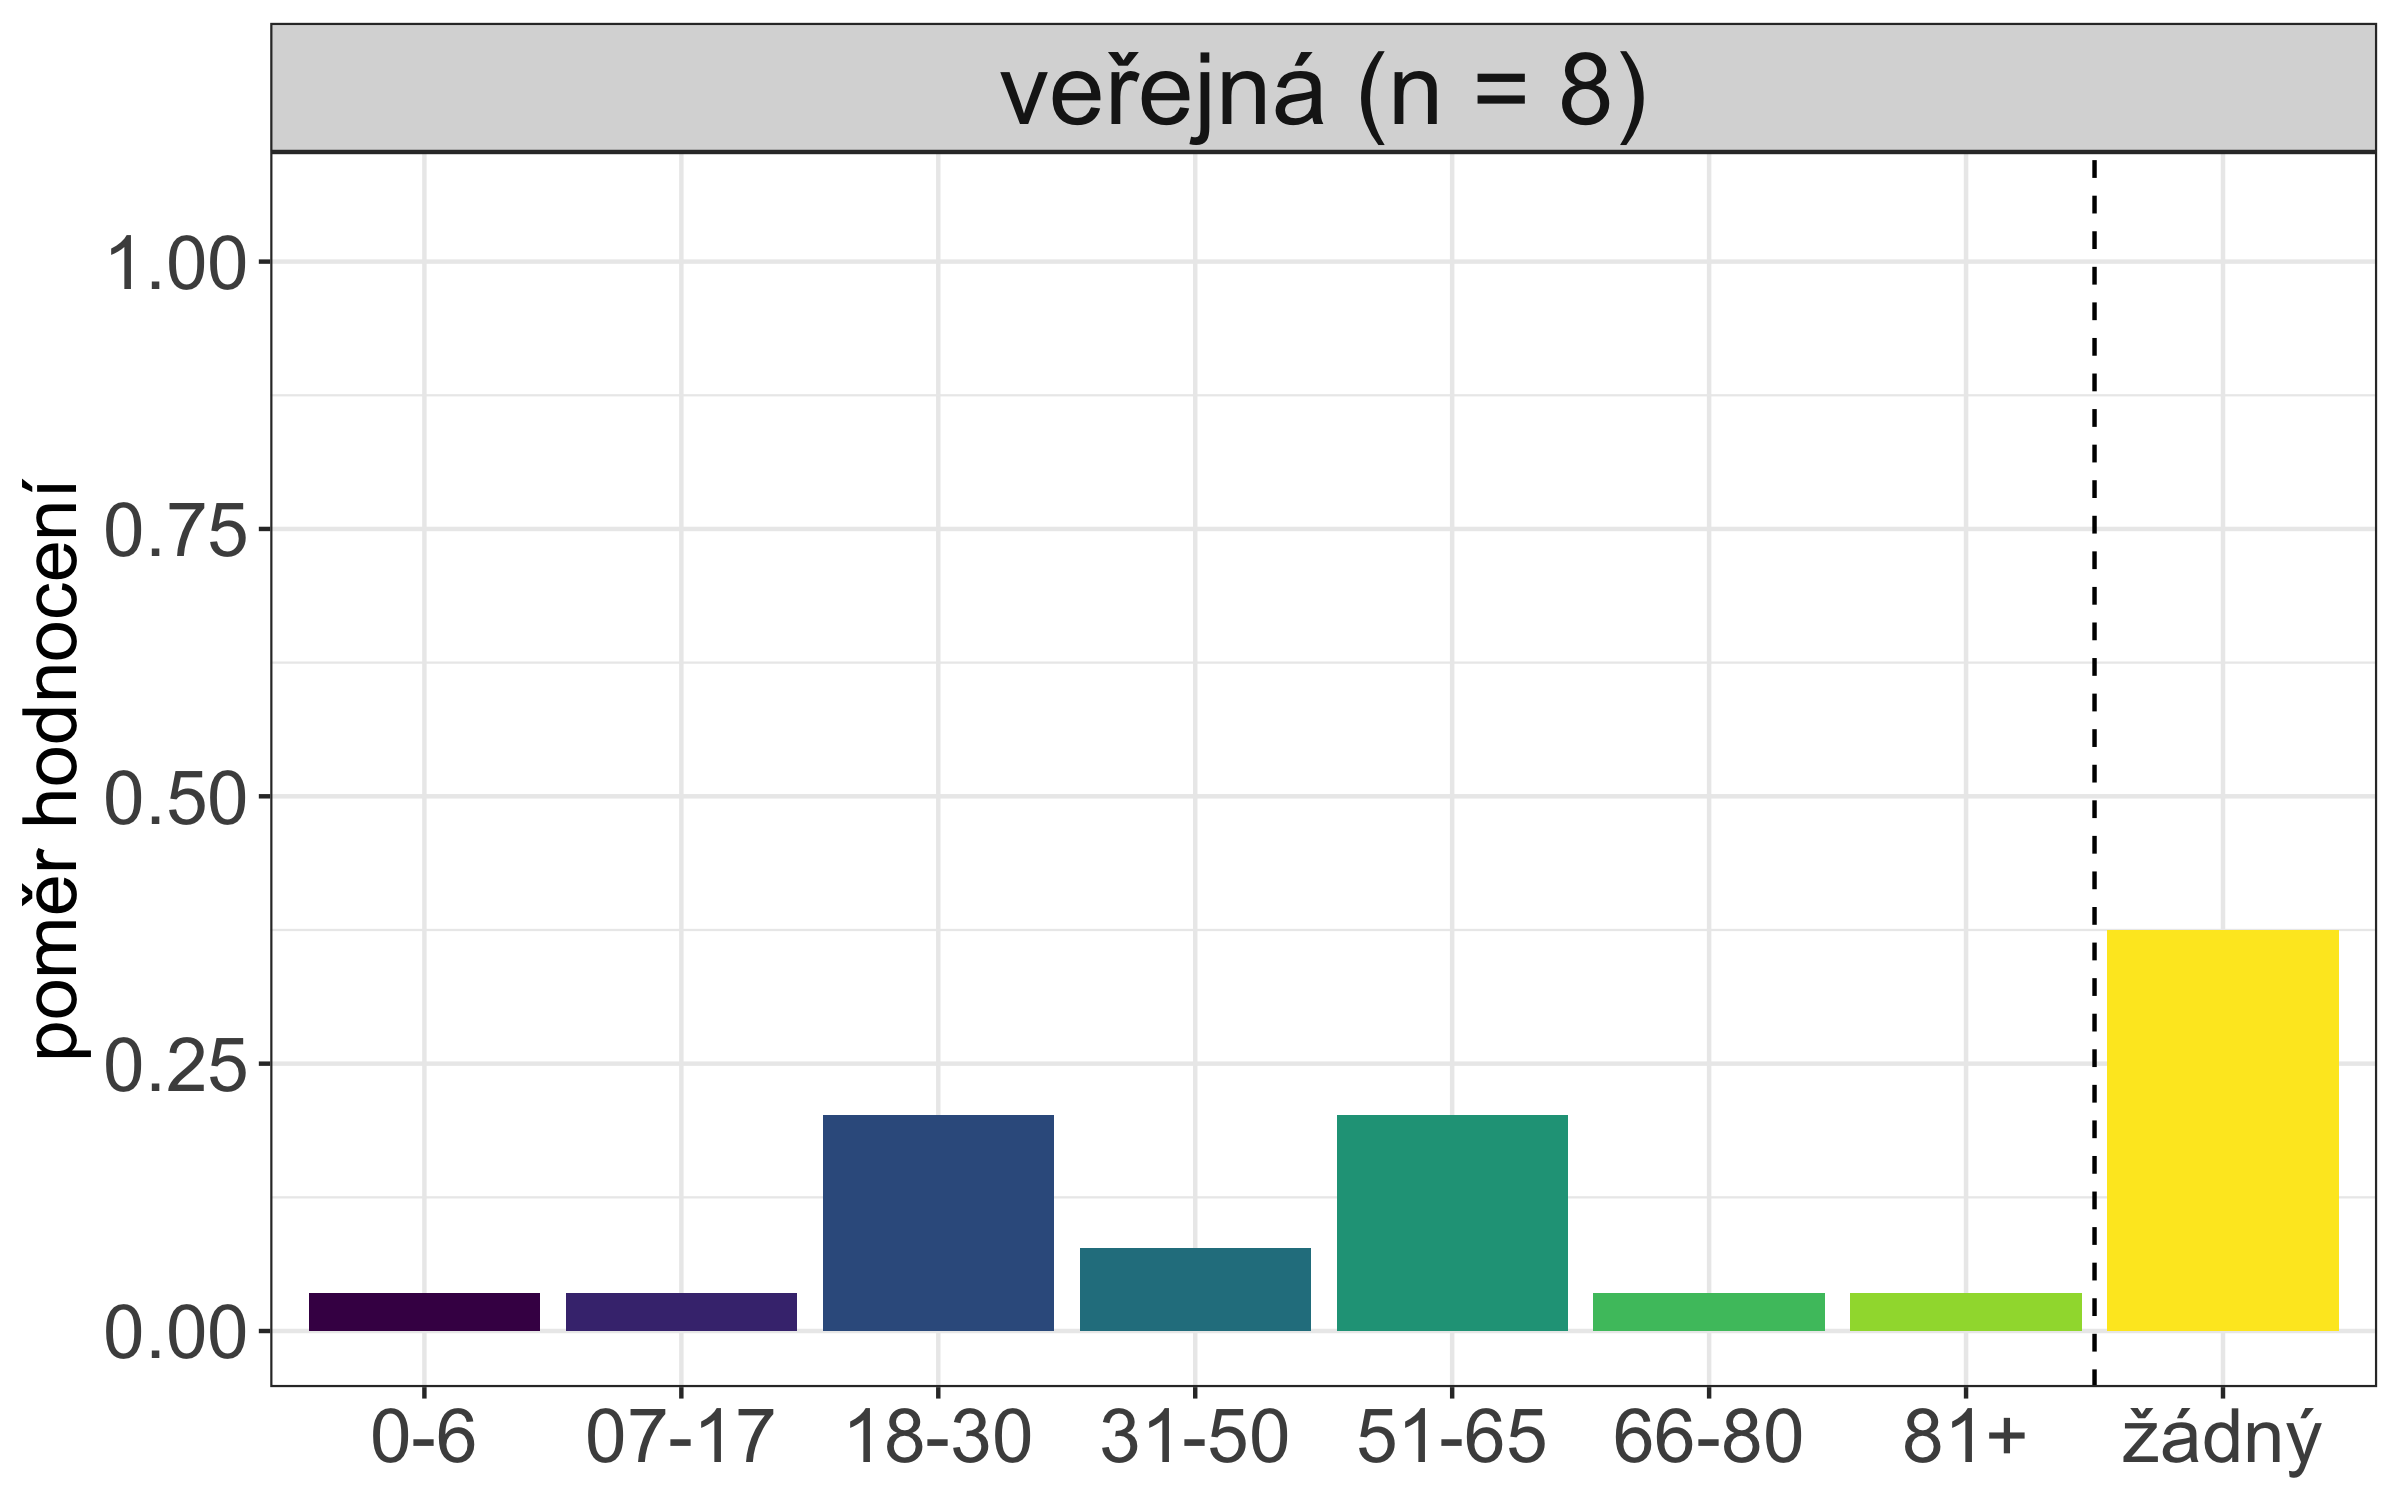 veřejná (n = 8)
poměr hodnocení
1.00
0.75
0.50
0.25
0.00
0-6 07-17 18-30 31-50 51-65 66-80 81+ žádný